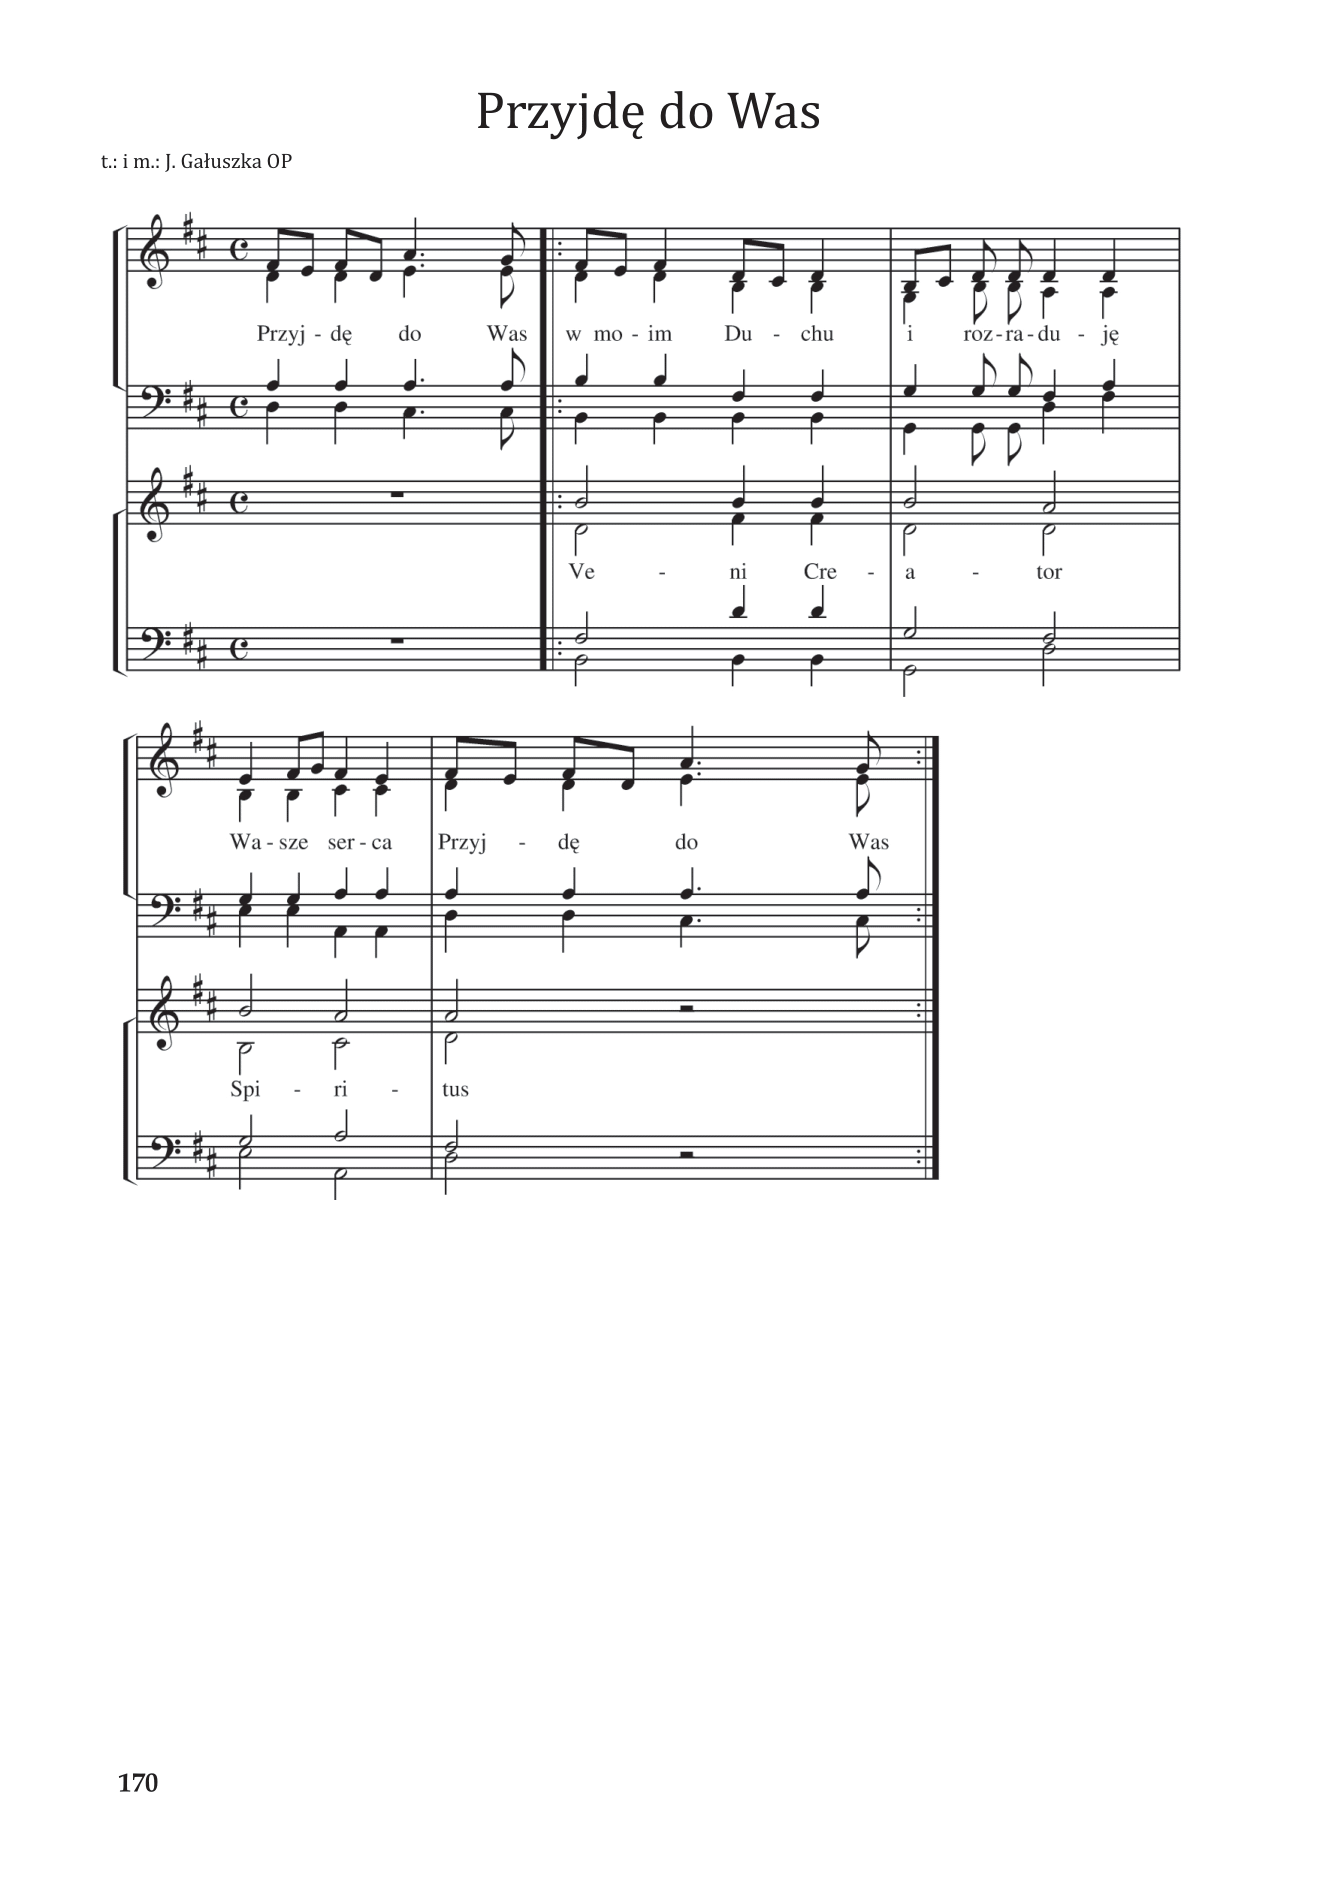 Przyjdę do Was
t.: i m.: J. Gałuszka OP
Przyj - dę do Was w mo - im Du - chu i roz - ra - du - ję
Ve - ni Cre - a - tor
Wa - sze ser - ca Przyj - dę do Was
Spi - ri - tus
170